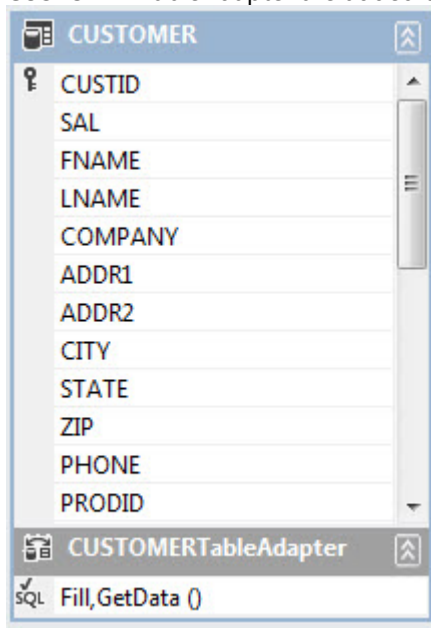 CUSTOMER
CUSTID
SAL
FNAME
LNAME
COMPANY
ADDR1
ADDR2
CITY
STATE
ZIP
PHONE
PRODID
CUSTOMERTableAdapter
SQL Fill,GetData ()